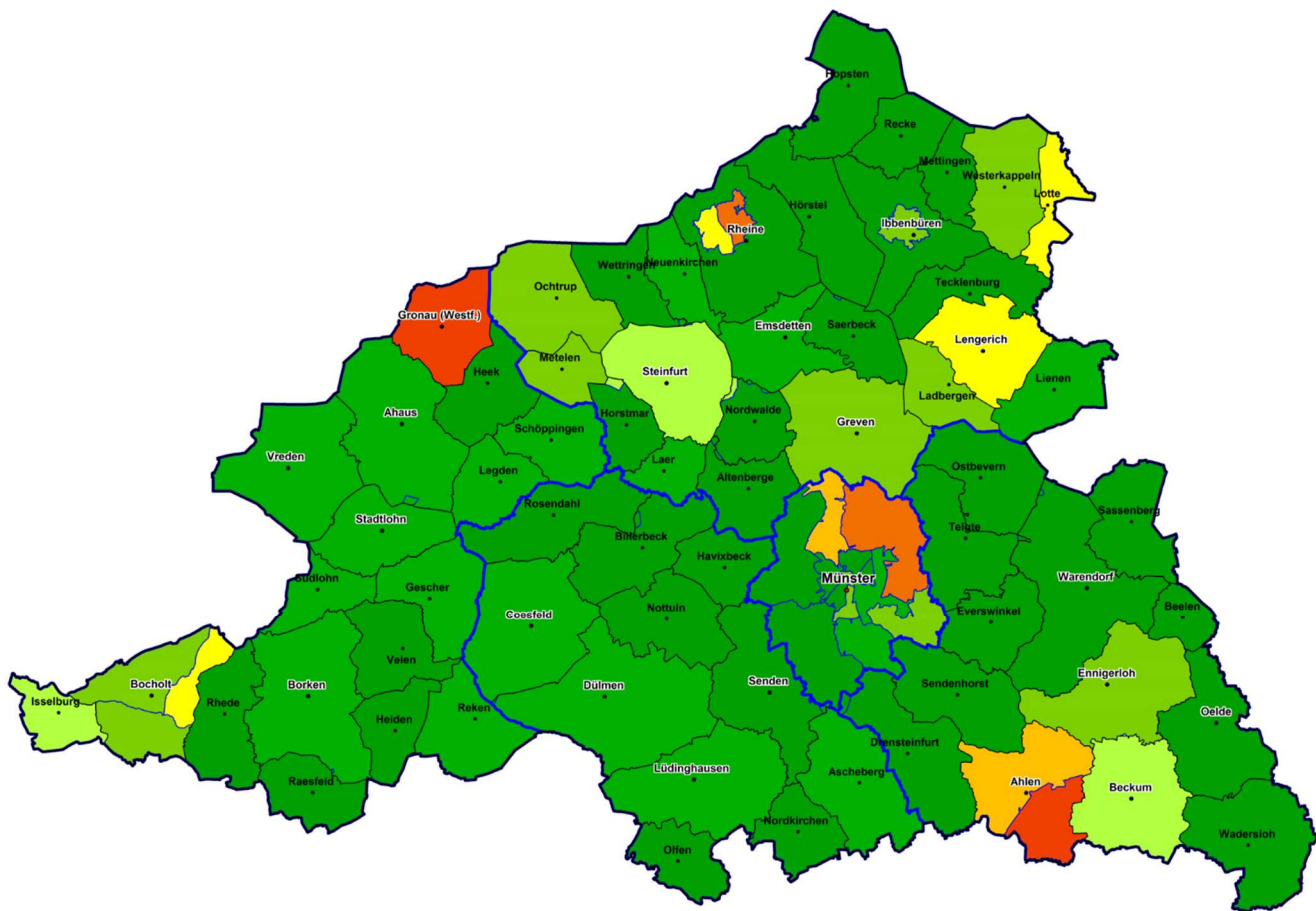 Hopsten
Recke
Mettingen
Westerkappeln
Lotte
Hörstel
Ibbenbüren
Rheine
Wettringen
Neuenkirchen
Ochtrup
Tecklenburg
Gronau (Westf.)
Emsdetten
Saerbeck
Lengerich
Metelen
Steinfurt
Heek
Lienen
Ladbergen
Ahaus
Horstmar
Nordwalde
Greven
Schöppingen
Vreden
Laer
Legden
Altenberge
Ostbevern
Rosendahl
Sassenberg
Stadtlohn
Billerbeck
Telgte
Havixbeck
Südlohn
Münster
Warendorf
Gescher
Beelen
Coesfeld
Nottuln
Everswinkel
Velen
Ennigerloh
Bocholt
Borken
Dülmen
Senden
Sendenhorst
Isselburg
Rhede
Reken
Oelde
Heiden
Drensteinfurt
Lüdinghausen
Raesfeld
Ascheberg
Ahlen
Beckum
Nordkirchen
Wadersloh
Olfen